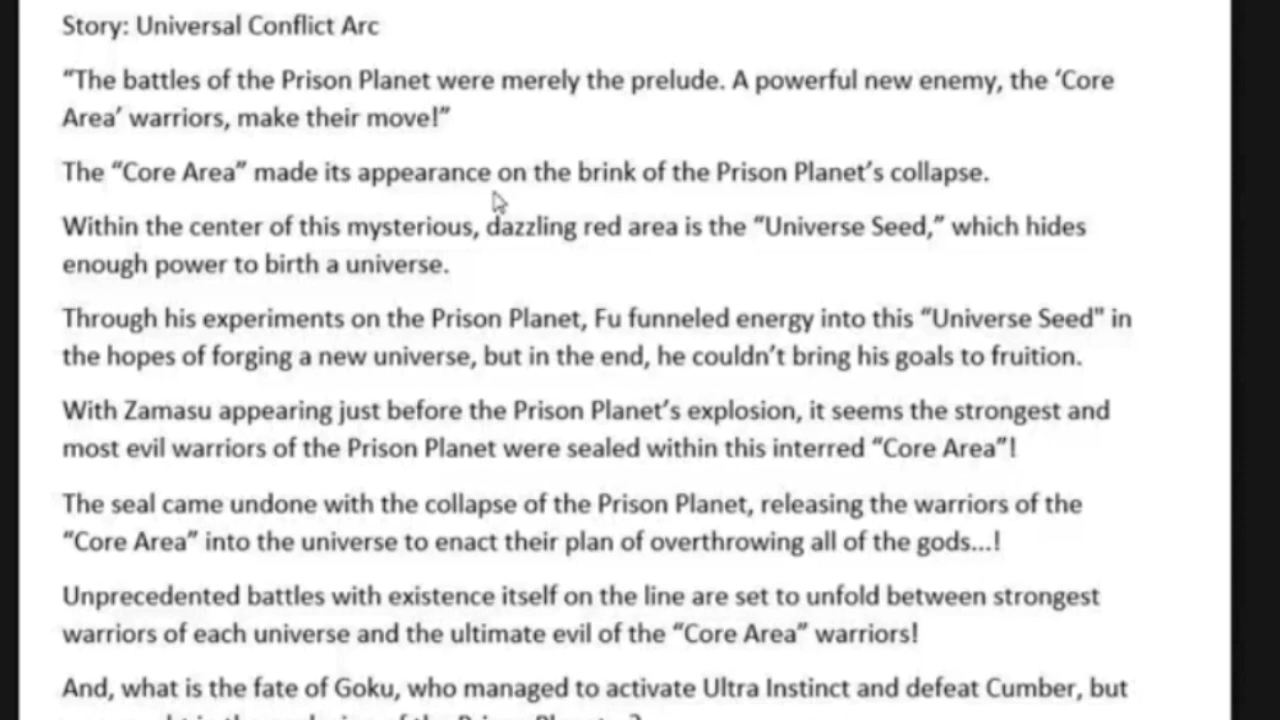 Story: Universal Conflict Arc
“The battles of the Prison Planet were merely the prelude. A powerful new enemy, the ‘Core
Area’ warriors, make their move!”
The “Core Area” made its appearance on the brink of the Prison Planet’s collapse.
Within the center of this mysterious, dazzling red area is the “Universe Seed,” which hides
enough power to birth a universe.
Through his experiments on the Prison Planet, Fu funneled energy into this “Universe Seed" in
the hopes of forging a new universe, but in the end, he couldn’t bring his goals to fruition.
With Zamasu appearing just before the Prison Planet’s explosion, it seems the strongest and
most evil warriors of the Prison Planet were sealed within this interred “Core Area”!
The seal came undone with the collapse of the Prison Planet, releasing the warriors of the
“Core Area” into the universe to enact their plan of overthrowing all of the gods...!
Unprecedented battles with existence itself on the line are set to unfold between strongest
warriors of each universe and the ultimate evil of the “Core Area” warriors!
And, what is the fate of Goku, who managed to activate Ultra Instinct and defeat Cumber, but